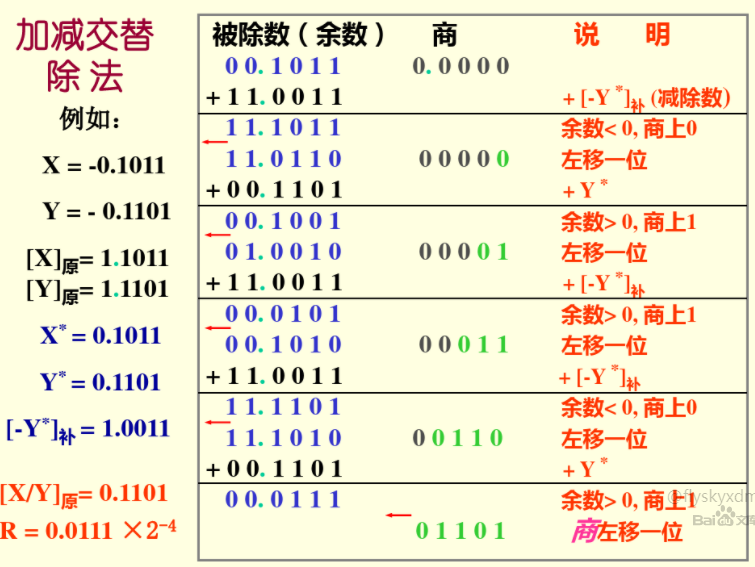 加减交替
除 法
例如：
X = -0.1011
Y = - 0.1101
[X]原= 1.1011
[Y]原= 1.1101
X* = 0.1011
Y* = 0.1101
[-Y*]补 = 1.0011
[X/Y]原= 0.1101
R = 0.0111 ×2-4
被除数（余数） 商 说 明
0 0. 1 0 1 1 0. 0 0 0 0
+ 1 1. 0 0 1 1 + [-Y*]补 (减除数)
1 1. 1 0 1 1 余数< 0, 商上0
1 1. 0 1 1 0 0 0 0 0 0 左移一位
+ 0 0. 1 1 0 1 + Y*
0 0. 1 0 0 1 余数> 0, 商上1
0 1. 0 0 1 0 0 0 0 0 1 左移一位
+ 1 1. 0 0 1 1 + [-Y*]补
0 0. 0 1 0 1 余数> 0, 商上1
0 0. 1 0 1 0 0 0 0 1 1 左移一位
+ 1 1. 0 0 1 1 + [-Y*]补
1 1. 1 1 0 1 余数< 0, 商上0
1 1. 1 0 1 0 0 0 1 1 0 左移一位
+ 0 0. 1 1 0 1 + Y*
0 0. 0 1 1 1 余数> 0, 商上1
0 1 1 0 1 商左移一位
@flyskyxdm
Bai du 文库